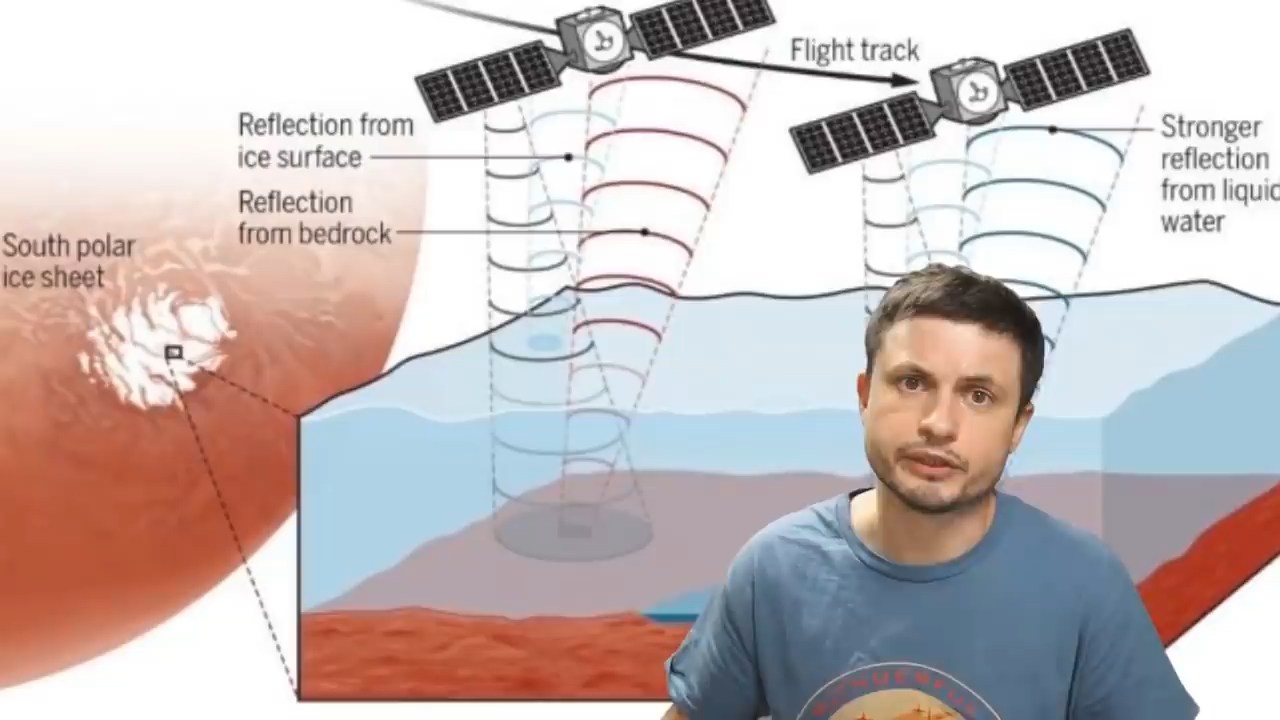 Flight track
Reflection from
ice surface
Reflection
from bedrock
South polar
ice sheet
Stronger
reflection
from liquid
water